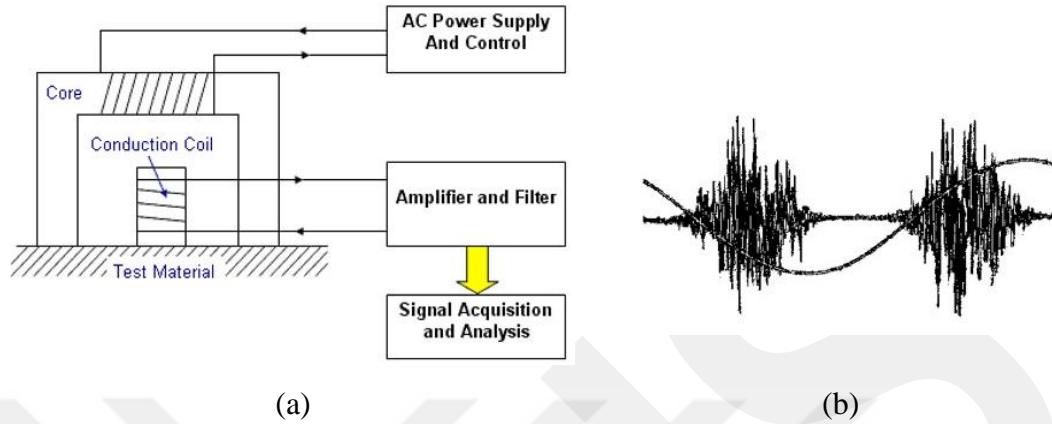 AC Power Supply
And Control
Core
Conduction Coil
Amplifier and Filter
Test Material
Signal Acquisition
and Analysis
(a)
(b)